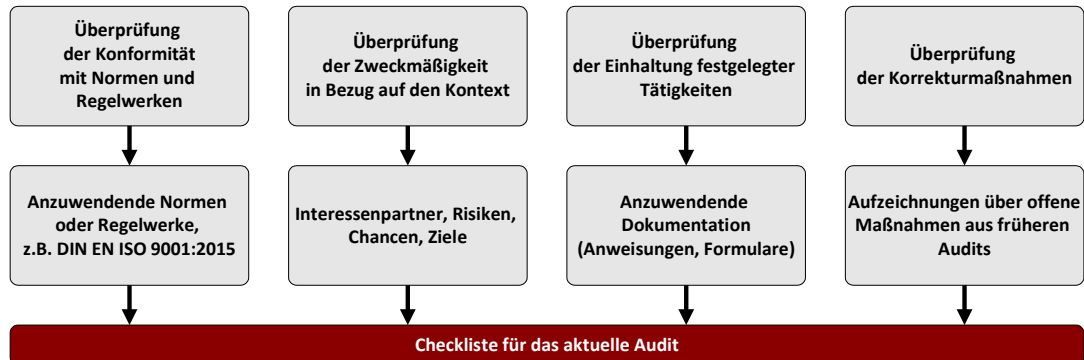 Überprüfung
der Konformität
mit Normen und
Regelwerken
Überprüfung
der Zweckmäßigkeit
in Bezug auf den Kontext
Überprüfung
der Einhaltung festgelegter
Tätigkeiten
Überprüfung
der Korrekturmaßnahmen
Anzuwendende Normen
oder Regelwerke,
z.B. DIN EN ISO 9001:2015
Interessenpartner, Risiken,
Chancen, Ziele
Anzuwendende
Dokumentation
(Anweisungen, Formulare)
Aufzeichnungen über offene
Maßnahmen aus früheren
Audits
Checkliste für das aktuelle Audit